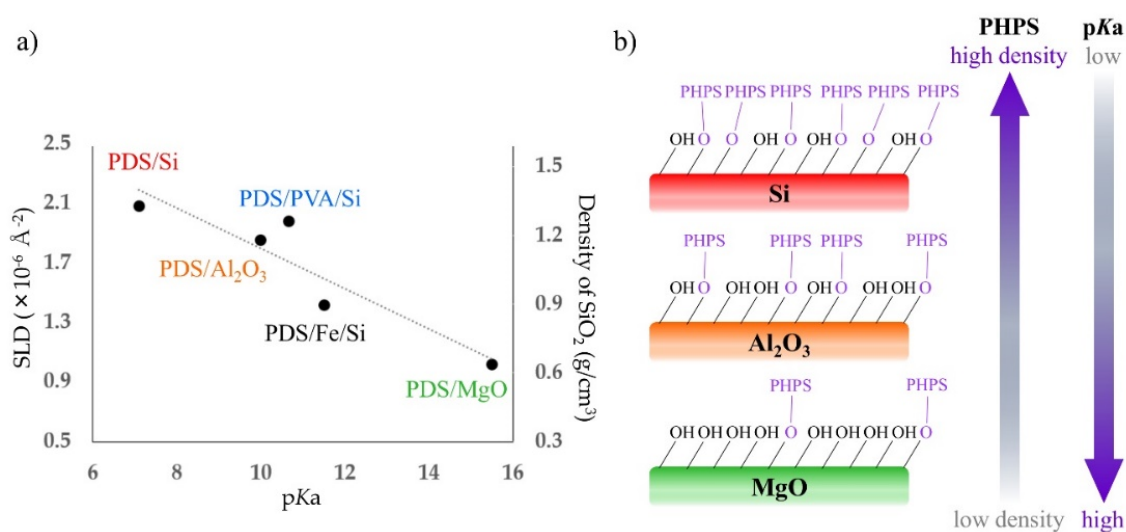 a)
2.5
2.1
1.7
1.3
0.9
0.5
SLD ( ×10⁻⁶ Å⁻²)
PDS/Si
PDS/PVA/Si
PDS/Al₂O₃
PDS/Fe/Si
PDS/MgO
1.5
1.2
0.9
0.6
0.3
Density of SiO₂ (g/cm³)
6 8 10 12 14 16
pKa
b)
PHPS PHPS PHPS PHPS PHPS PHPS
OH O O OH O OH O O OH O
Si
PHPS PHPS PHPS PHPS
OH O OH OH O OH O OH OH O
Al₂O₃
PHPS PHPS
OH OH OH OH O OH OH OH OH O
MgO
PHPS
high density
low density
pKa
low
high